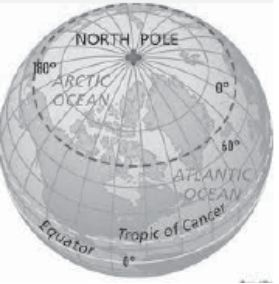 NORTH POLE
180°
ARCTIC
OCEAN
0°
60°
ATLANTIC
OCEAN
Tropic of Cancer
Equator
0°